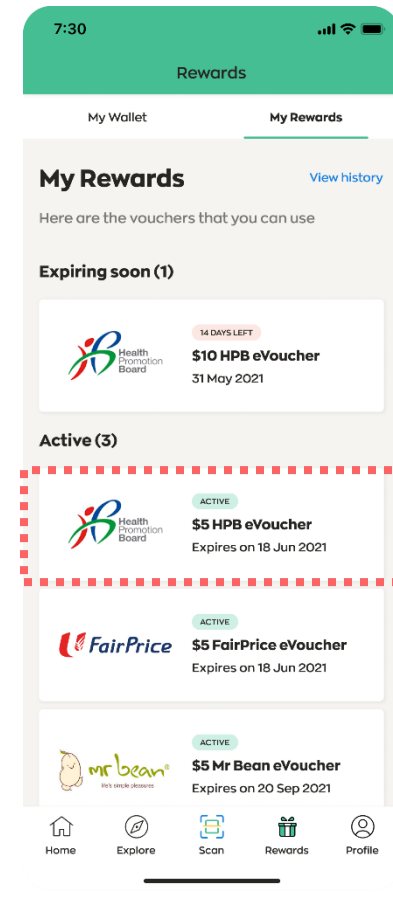 7:30
Rewards
My Wallet
My Rewards
My Rewards
View history
Here are the vouchers that you can use
Expiring soon (1)
Health
Promotion
Board
14 DAYS LEFT
$10 HPB eVoucher
31 May 2021
Active (3)
Health
Promotion
Board
ACTIVE
$5 HPB eVoucher
Expires on 18 Jun 2021
FairPrice
ACTIVE
$5 FairPrice eVoucher
Expires on 18 Jun 2021
mr bean®
life's simple pleasures
ACTIVE
$5 Mr Bean eVoucher
Expires on 20 Sep 2021
Home
Explore
Scan
Rewards
Profile